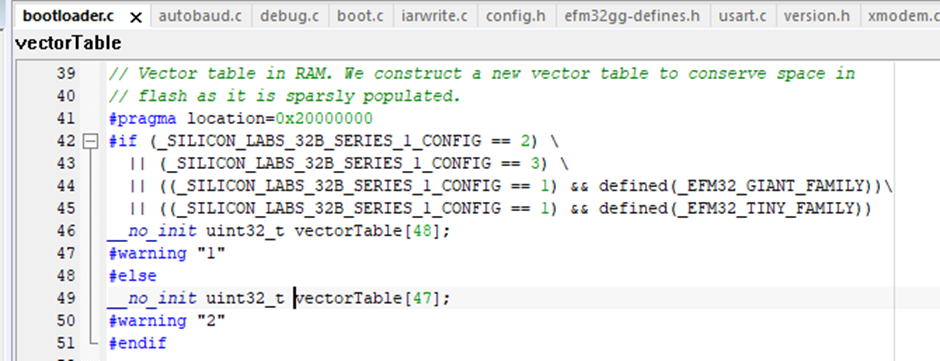 bootloader.c × autobaud.c debug.c boot.c iarwrite.c config.h efm32gg-defines.h usart.c version.h xmodem.c
vectorTable
39 // Vector table in RAM. We construct a new vector table to conserve space in
40 // flash as it is sparsly populated.
41 #pragma location=0x20000000
42 #if (_SILICON_LABS_32B_SERIES_1_CONFIG == 2) \
43 || (_SILICON_LABS_32B_SERIES_1_CONFIG == 3) \
44 || ((_SILICON_LABS_32B_SERIES_1_CONFIG == 1) && defined(_EFM32_GIANT_FAMILY))\
45 || ((_SILICON_LABS_32B_SERIES_1_CONFIG == 1) && defined(_EFM32_TINY_FAMILY))
46 __no_init uint32_t vectorTable[48];
47 #warning "1"
48 #else
49 __no_init uint32_t vectorTable[47];
50 #warning "2"
51 #endif